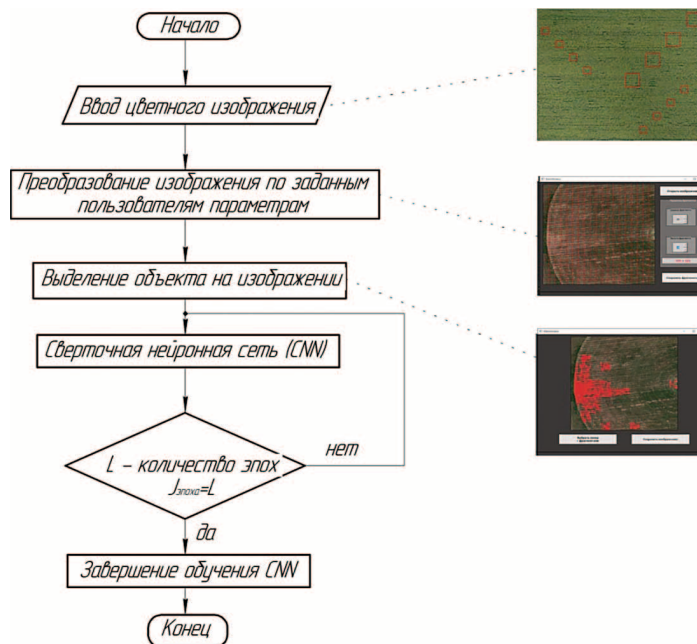 Начало
Ввод цветного изображения
Преобразование изображения по заданным
пользователям параметрам
Выделение объекта на изображении
Сверточная нейронная сеть (CNN)
L – количество эпох
Jэпоха=L
нет
да
Завершение обучения CNN
Конец